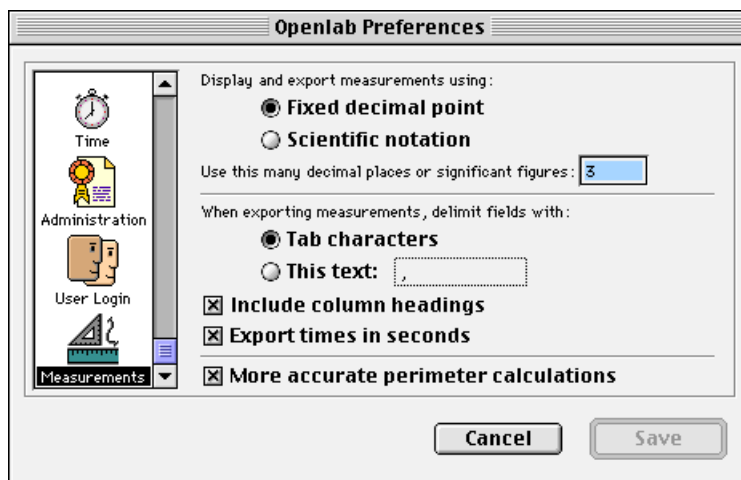 Openlab Preferences
Time
Administration
User Login
Measurements
Display and export measurements using:
Fixed decimal point
Scientific notation
Use this many decimal places or significant figures: 3
When exporting measurements, delimit fields with:
Tab characters
This text: ,
Include column headings
Export times in seconds
More accurate perimeter calculations
Cancel
Save